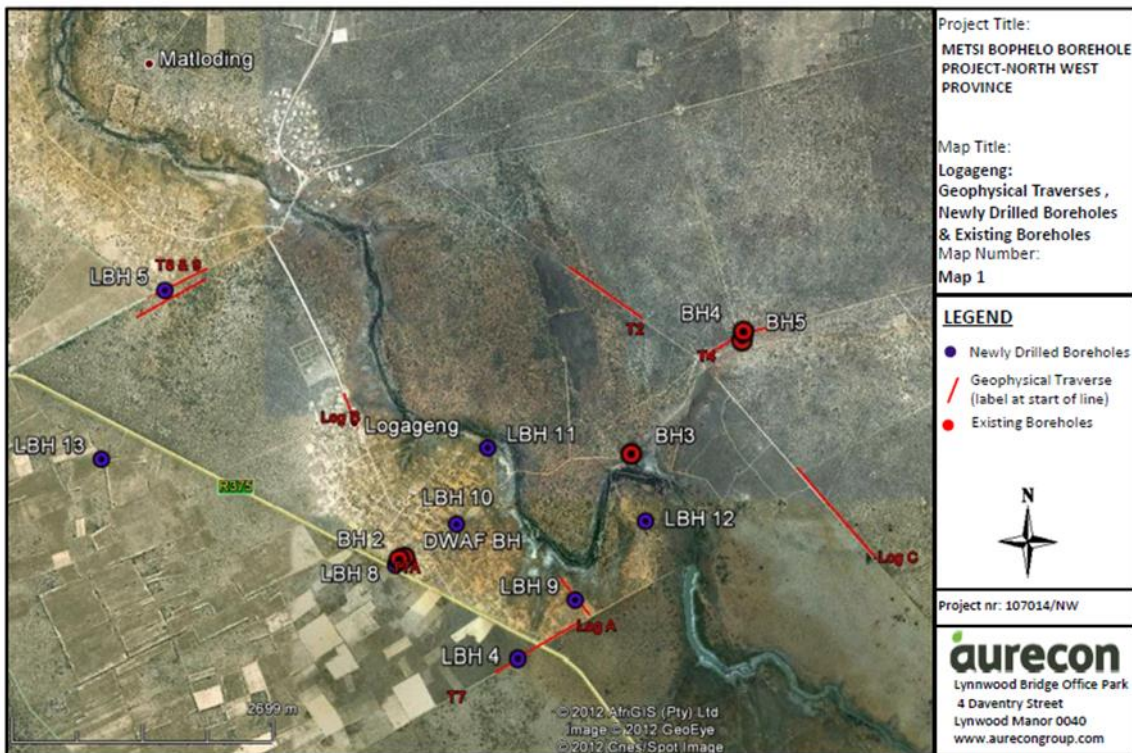 Matloding
LBH 5
T8 & 9
BH4
BH5
T2
T4
Log B
Logageng
LBH 11
BH3
LBH 13
R375
LBH 10
LBH 12
BH 2
DWAF BH
LBH 8
Log C
LBH 9
Log A
LBH 4
T7
2699 m
© 2012 AfriGIS (Pty) Ltd
Image © 2012 GeoEye
© 2012 Cnes/Spot Image
Project Title:
METSI BOPHELO BOREHOLE
PROJECT-NORTH WEST
PROVINCE
Map Title:
Logageng:
Geophysical Traverses ,
Newly Drilled Boreholes
& Existing Boreholes
Map Number:
Map 1
LEGEND
Newly Drilled Boreholes
Geophysical Traverse
(label at start of line)
Existing Boreholes
N
Project nr: 107014/NW
aurecon
Lynnwood Bridge Office Park
4 Daventry Street
Lynwood Manor 0040
www.aurecongroup.com